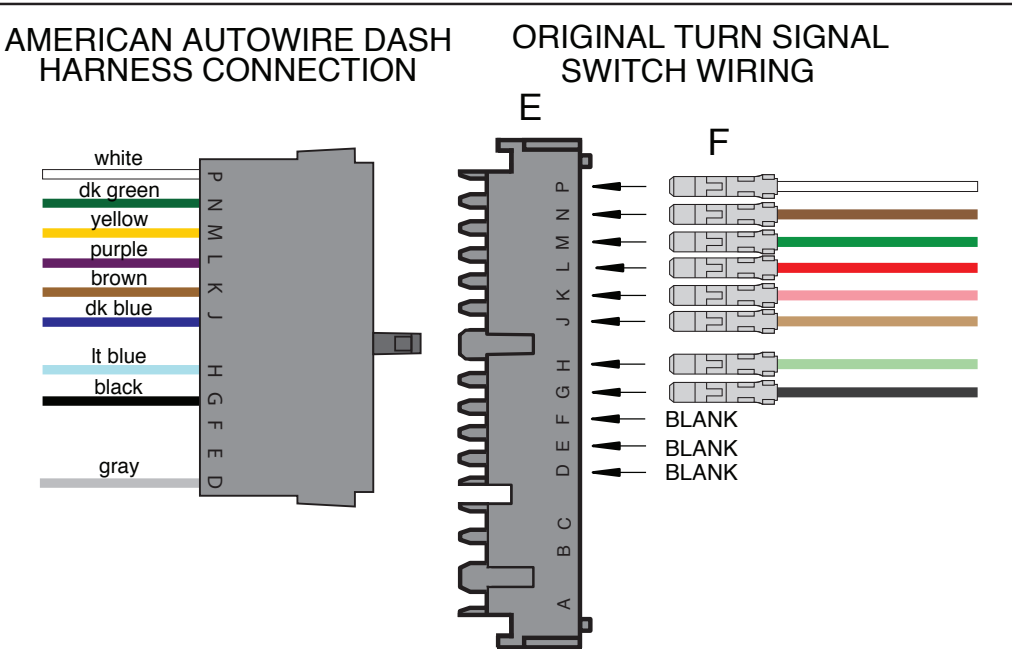 AMERICAN AUTOWIRE DASH
HARNESS CONNECTION
ORIGINAL TURN SIGNAL
SWITCH WIRING
E
F
white
dk green
yellow
purple
brown
dk blue
lt blue
black
gray
P
N
M
L
K
J
H
G
F
E
D
P
N
M
L
K
J
H
G
F
E
D
C
B
A
BLANK
BLANK
BLANK